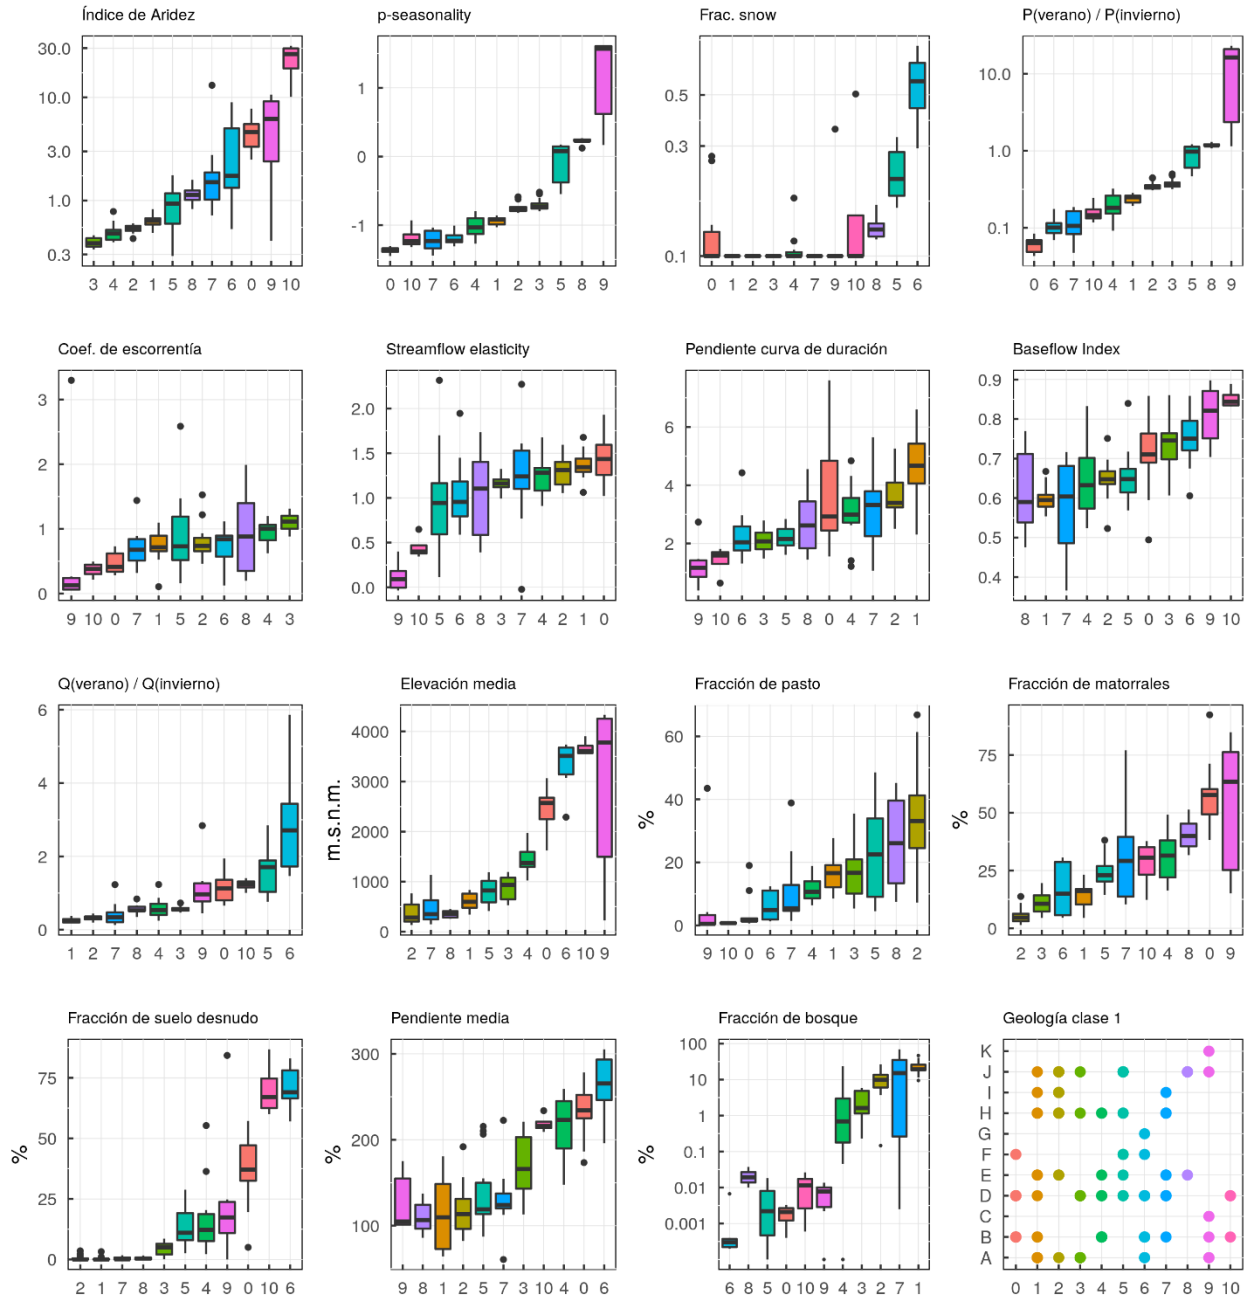 Índice de Aridez
30.0
10.0
3.0
1.0
0.3
3 4 2 1 5 8 7 6 0 9 10
p-seasonality
1
0
-1
0 10 7 6 4 1 2 3 5 8 9
Frac. snow
0.5
0.3
0.1
0 1 2 3 4 7 9 10 8 5 6
P(verano) / P(invierno)
10.0
1.0
0.1
0 6 7 10 4 1 2 3 5 8 9
Coef. de escorrentía
3
2
1
0
9 10 0 7 1 5 2 6 8 4 3
Streamflow elasticity
2.0
1.5
1.0
0.5
0.0
9 10 5 6 8 3 7 4 2 1 0
Pendiente curva de duración
6
4
2
9 10 6 3 5 8 0 4 7 2 1
Baseflow Index
0.9
0.8
0.7
0.6
0.5
0.4
8 1 7 4 2 5 0 3 6 9 10
Q(verano) / Q(invierno)
6
4
2
0
1 2 7 8 4 3 9 0 10 5 6
Elevación media
m.s.n.m.
4000
3000
2000
1000
0
2 7 8 1 5 3 4 0 6 10 9
Fracción de pasto
%
60
40
20
0
9 10 0 6 7 4 1 3 5 8 2
Fracción de matorrales
%
75
50
25
0
2 3 6 1 5 7 10 4 8 0 9
Fracción de suelo desnudo
%
75
50
25
0
2 1 7 8 3 5 4 9 0 10 6
Pendiente media
%
300
200
100
9 8 1 2 5 7 3 10 4 0 6
Fracción de bosque
%
100
10
1
0.01
0.001
6 8 5 0 10 9 4 3 2 7 1
Geología clase 1
K
J
I
H
G
F
E
D
C
B
A
0 1 2 3 4 5 6 7 8 9 10